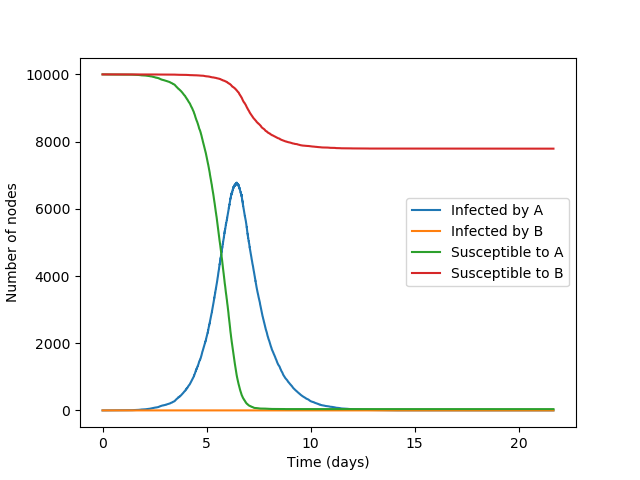 10000
8000
6000
4000
2000
0
Number of nodes
Infected by A
Infected by B
Susceptible to A
Susceptible to B
0 5 10 15 20
Time (days)